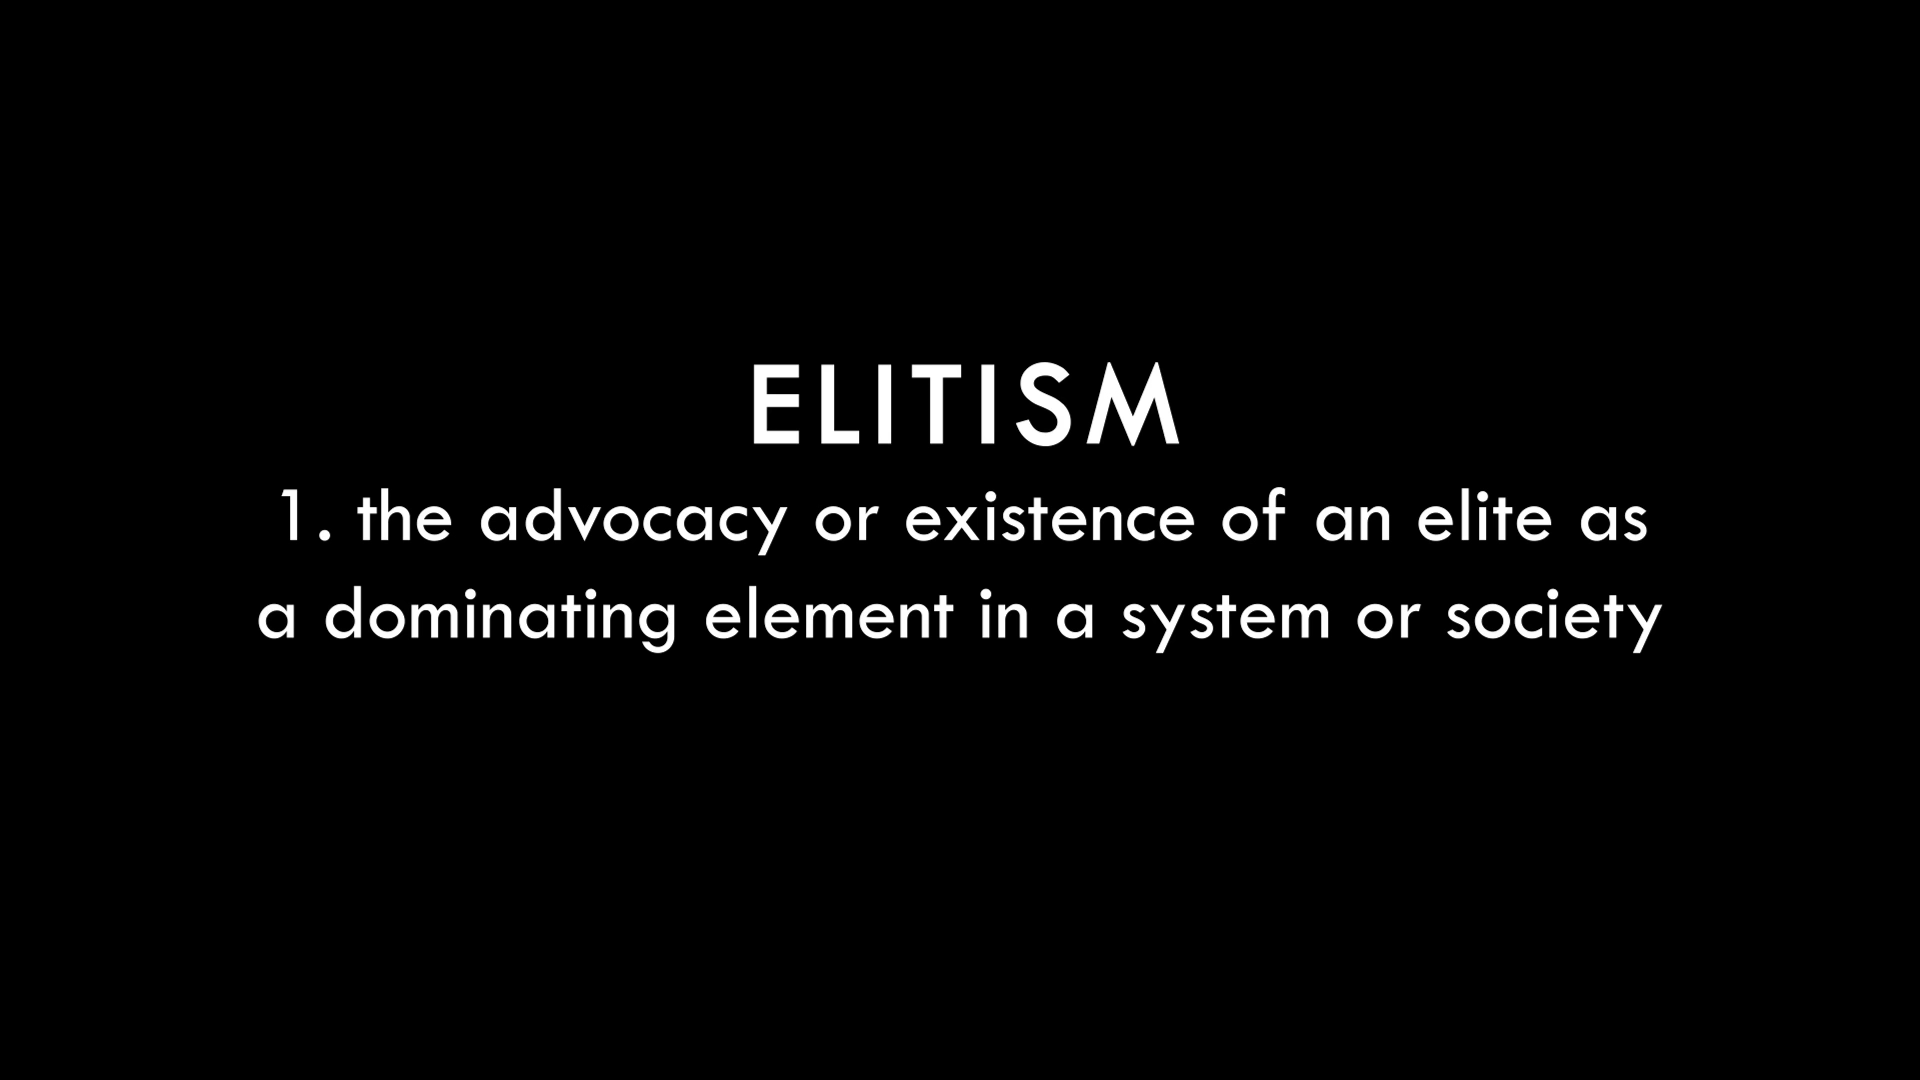 ELITISM
1. the advocacy or existence of an elite as
a dominating element in a system or society